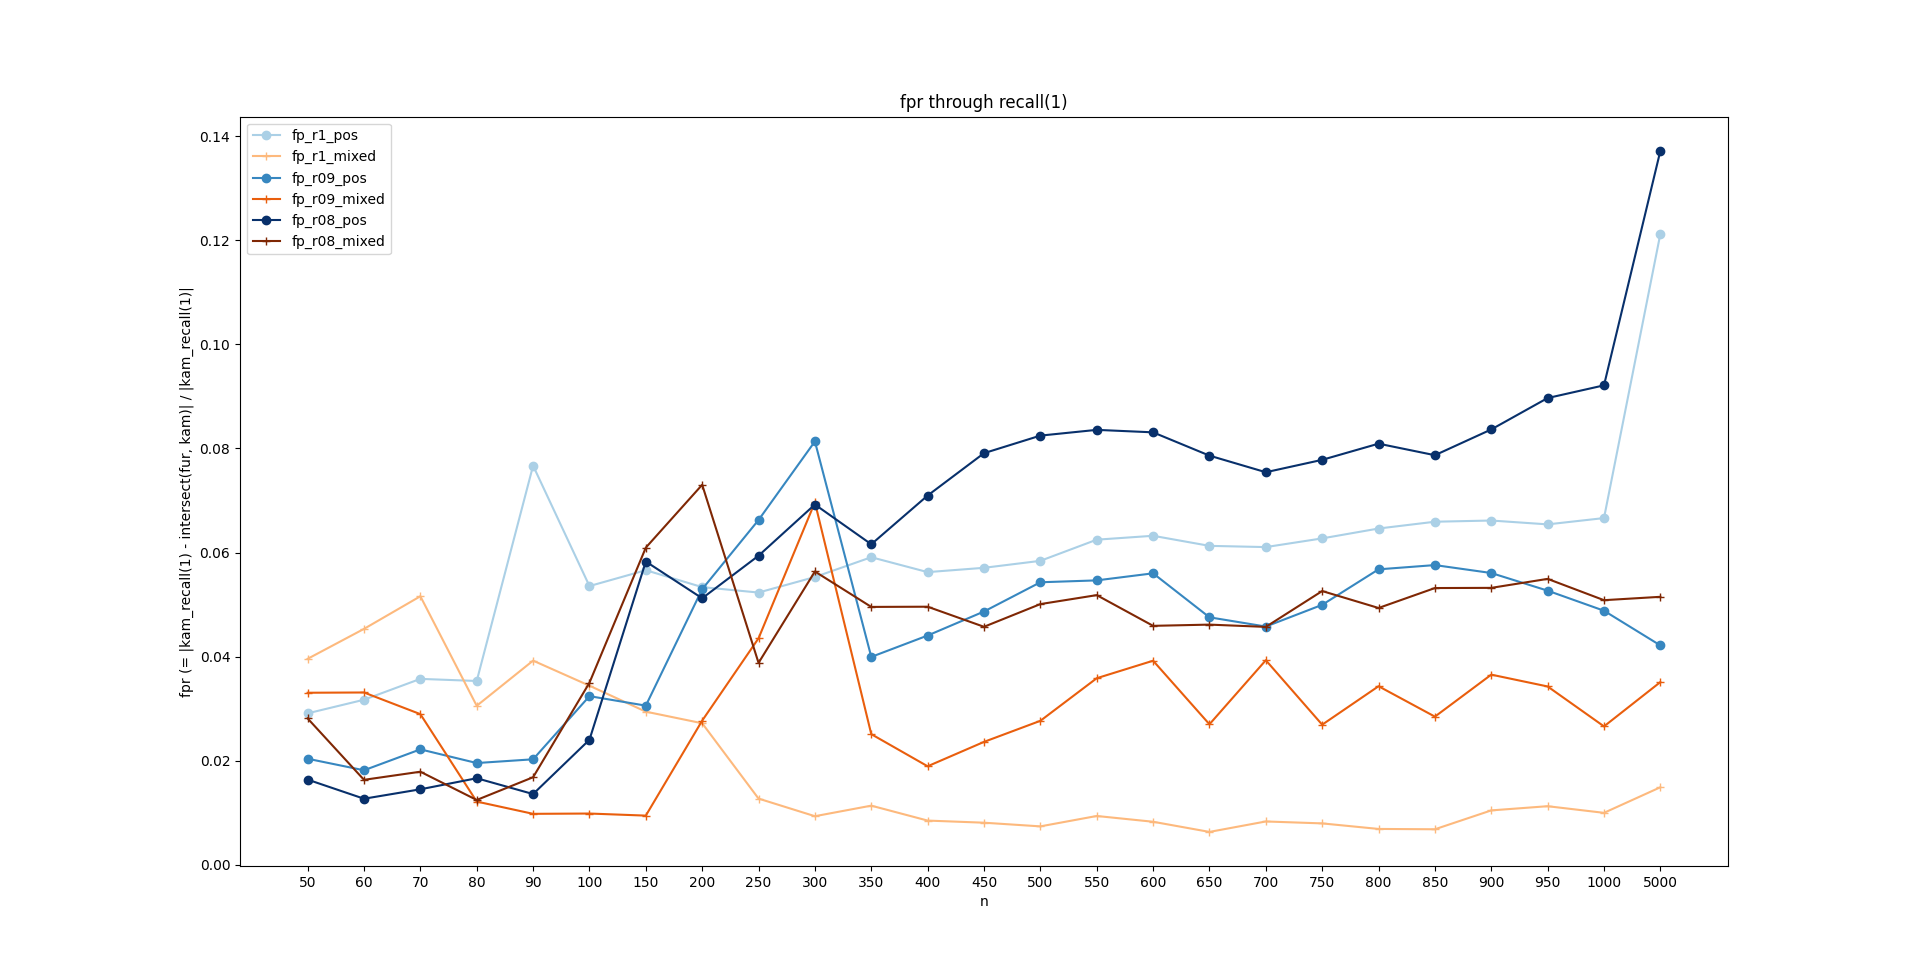 fpr through recall(1)
fp_r1_pos
fp_r1_mixed
fp_r09_pos
fp_r09_mixed
fp_r08_pos
fp_r08_mixed
fpr (= |kam_recall(1) - intersect(fur, kam)| / |kam_recall(1)|
0.14
0.12
0.10
0.08
0.06
0.04
0.02
0.00
50 60 70 80 90 100 150 200 250 300 350 400 450 500 550 600 650 700 750 800 850 900 950 1000 5000
n